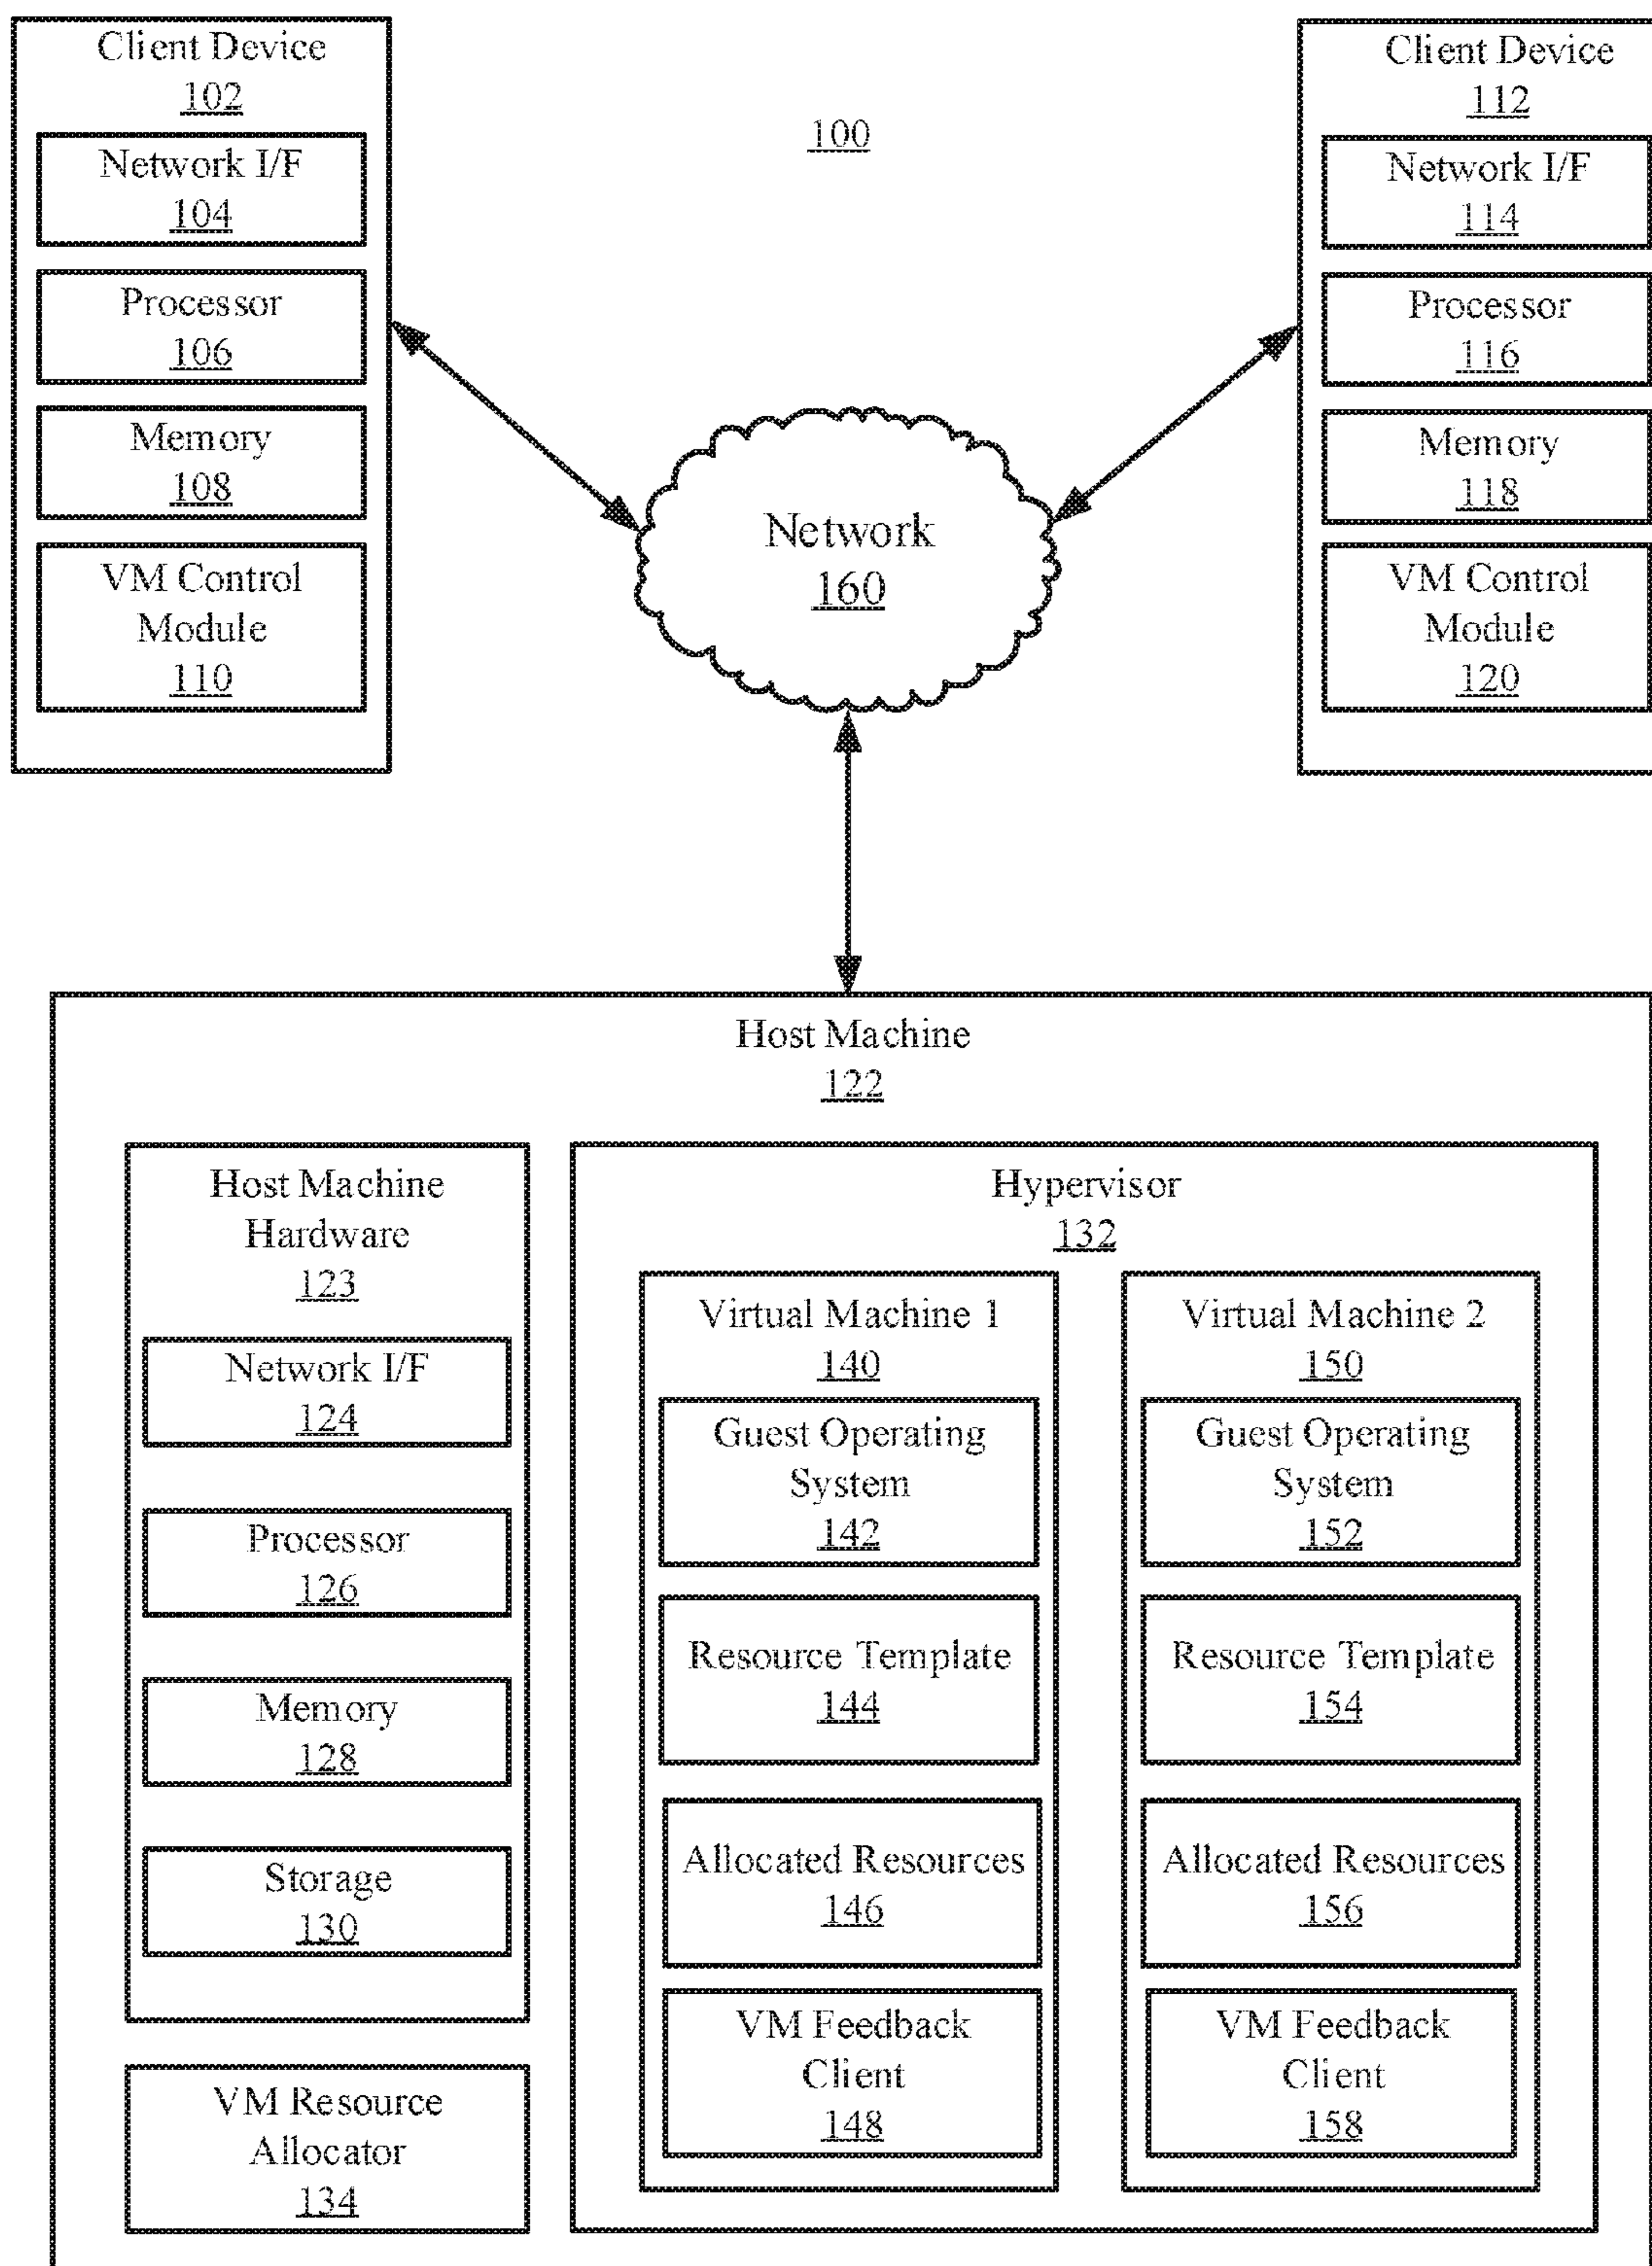 Client Device
102
Network I/F
104
Processor
106
Memory
108
VM Control
Module
110
100
Client Device
112
Network I/F
114
Processor
116
Memory
118
VM Control
Module
120
Network
160
Host Machine
122
Host Machine
Hardware
123
Network I/F
124
Processor
126
Memory
128
Storage
130
VM Resource
Allocator
134
Hypervisor
132
Virtual Machine 1
140
Guest Operating
System
142
Resource Template
144
Allocated Resources
146
VM Feedback
Client
148
Virtual Machine 2
150
Guest Operating
System
152
Resource Template
154
Allocated Resources
156
VM Feedback
Client
158